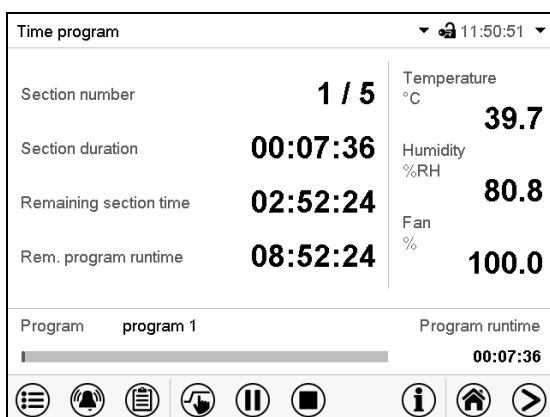 Time program 11:50:51
Section number 1 / 5
Section duration 00:07:36
Remaining section time 02:52:24
Rem. program runtime 08:52:24
Temperature
°C
39.7
Humidity
%RH
80.8
Fan
%
100.0
Program program 1 Program runtime
00:07:36